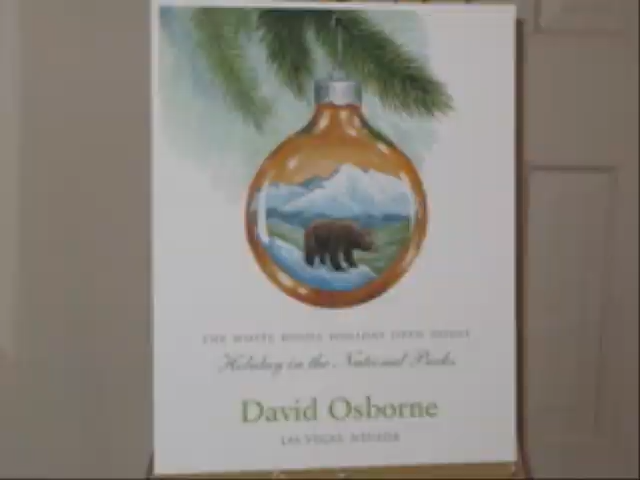 THE WHITE HOUSE HOLIDAY OPEN HOUSE
Holiday in the National Parks
David Osborne
LAS VEGAS, NEVADA